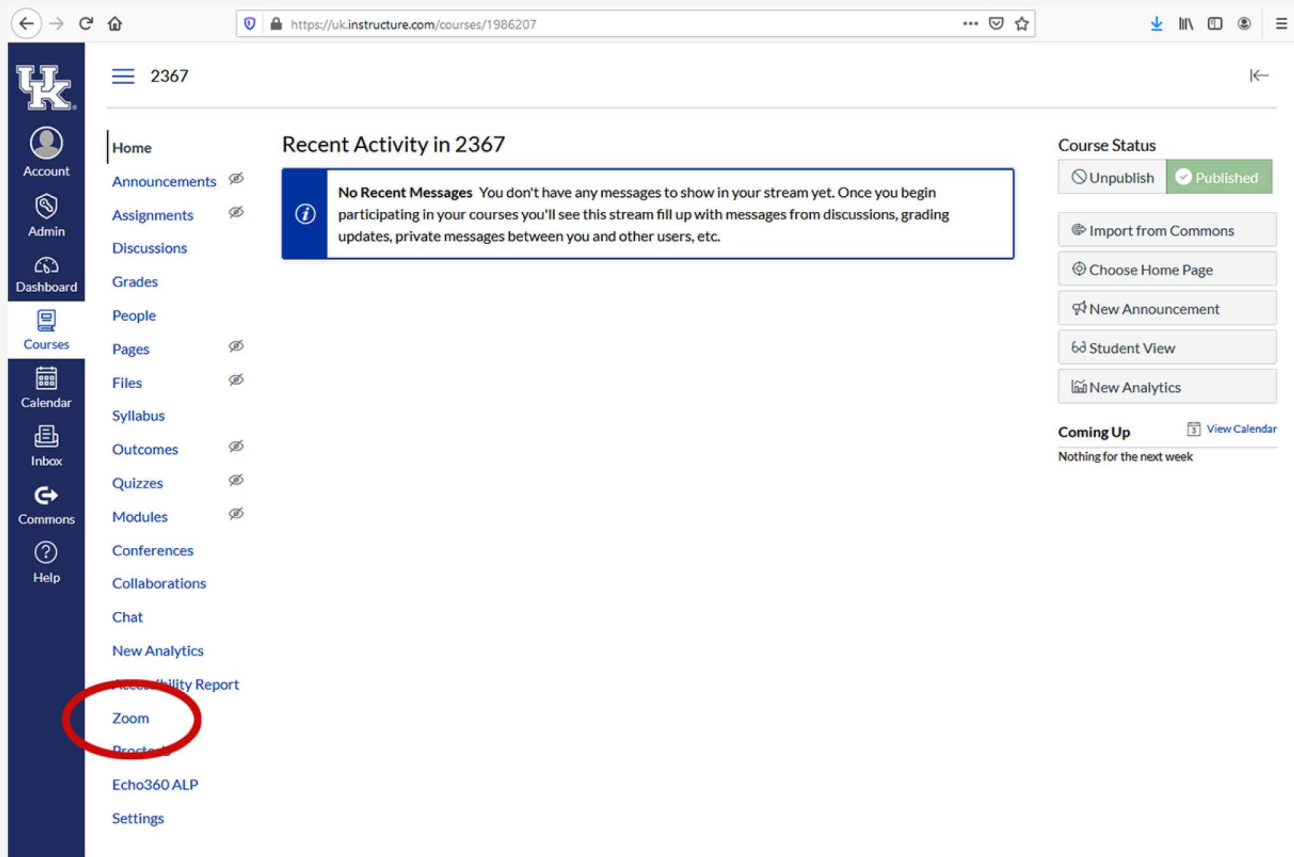 https://uk.instructure.com/courses/1986207
UK
2367
Account
Admin
Dashboard
Courses
Calendar
Inbox
Commons
Help
Home
Announcements
Assignments
Discussions
Grades
People
Pages
Files
Syllabus
Outcomes
Quizzes
Modules
Conferences
Collaborations
Chat
New Analytics
Accessibility Report
Zoom
Echo360 ALP
Settings
Recent Activity in 2367
No Recent Messages You don't have any messages to show in your stream yet. Once you begin
participating in your courses you'll see this stream fill up with messages from discussions, grading
updates, private messages between you and other users, etc.
Course Status
Unpublish Published
Import from Commons
Choose Home Page
New Announcement
Student View
New Analytics
Coming Up 3 View Calendar
Nothing for the next week